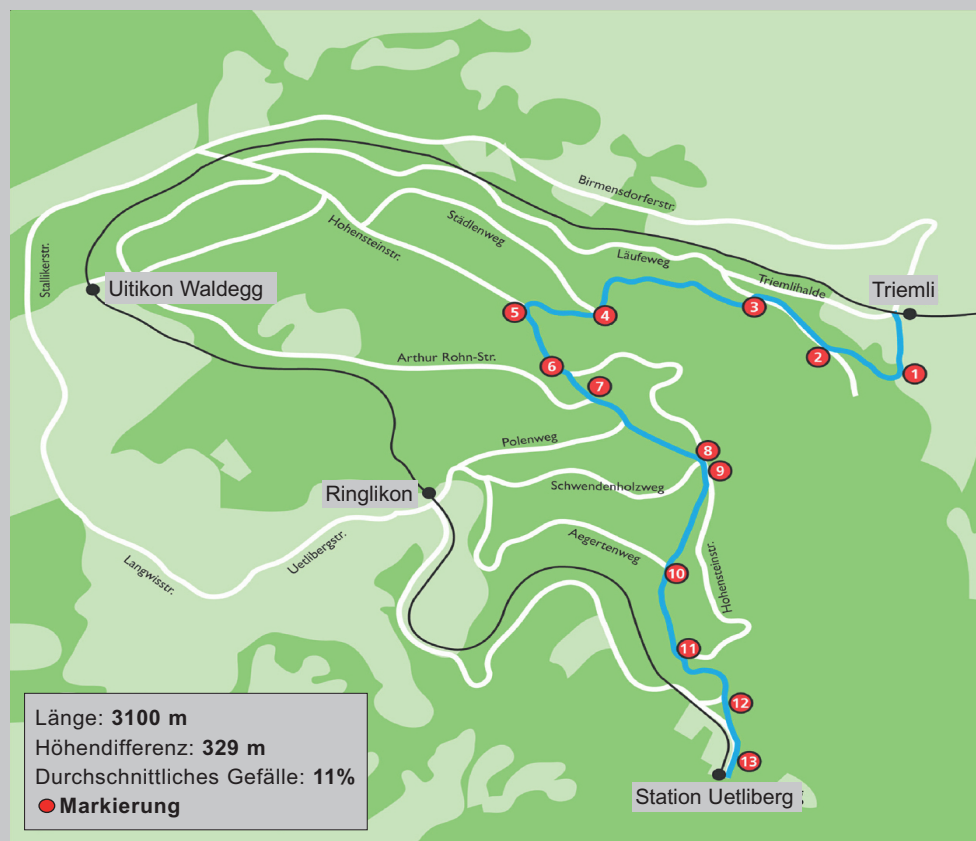 Birmensdorferstr.
Städlenweg
Hohensteinstr.
Läufeweg
Stallikerstr.
Triemlihalde
Uitikon Waldegg
Triemli
3
5
4
2
Arthur Rohn-Str.
6
1
7
Polenweg
8
9
Schwendenholzweg
Ringlikon
Aegertenweg
Uetlibergstr.
Langwisstr.
10
Hohensteinstr.
11
12
13
Station Uetliberg
Länge: 3100 m
Höhendifferenz: 329 m
Durchschnittliches Gefälle: 11%
Markierung